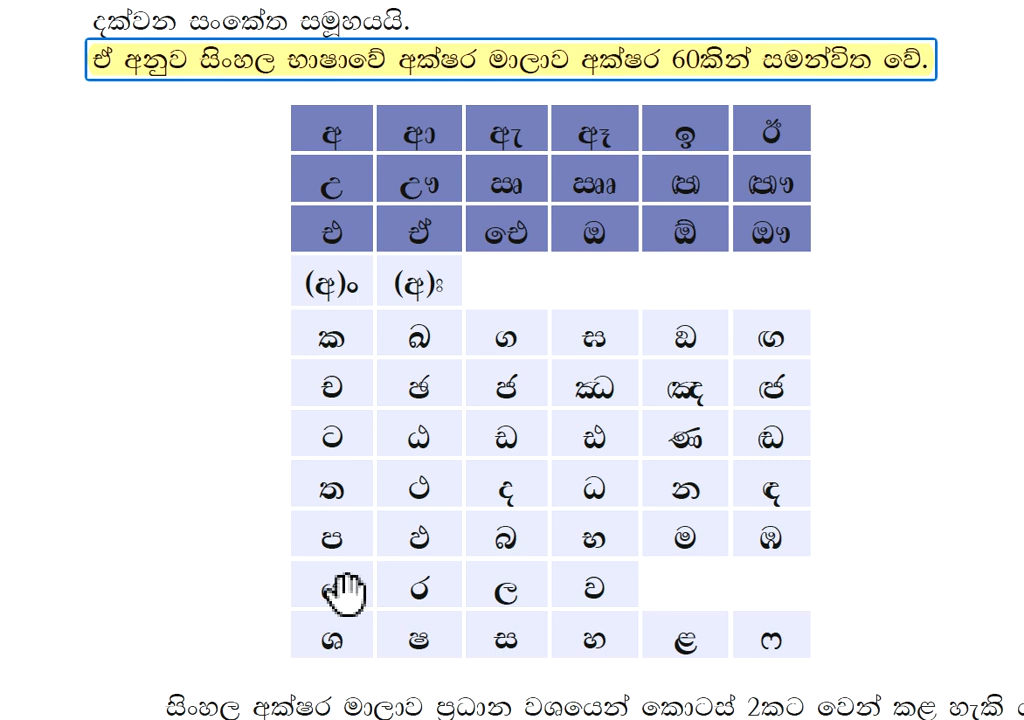 දක්වන සංකේත සමූහයයි.
ඒ අනුව සිංහල භාෂාවේ අක්ෂර මාලාව අක්ෂර 60කින් සමන්විත වේ.
අ ආ ඇ ඈ ඉ ඊ
උ ඌ ඍ ඎ ඏ ඐ
එ ඒ ඓ ඔ ඕ ඖ
(අ)ං (අ)ඃ
ක ඛ ග ඝ ඞ ඟ
ච ඡ ජ ඣ ඤ ඦ
ට ඨ ඩ ඪ ණ ඬ
ත ථ ද ධ න ඳ
ප ඵ බ භ ම ඹ
ර ල ව
ශ ෂ ස හ ළ ෆ
සිංහල අක්ෂර මාලාව ප්‍රධාන වශයෙන් කොටස් 2කට වෙන් කළ හැකි